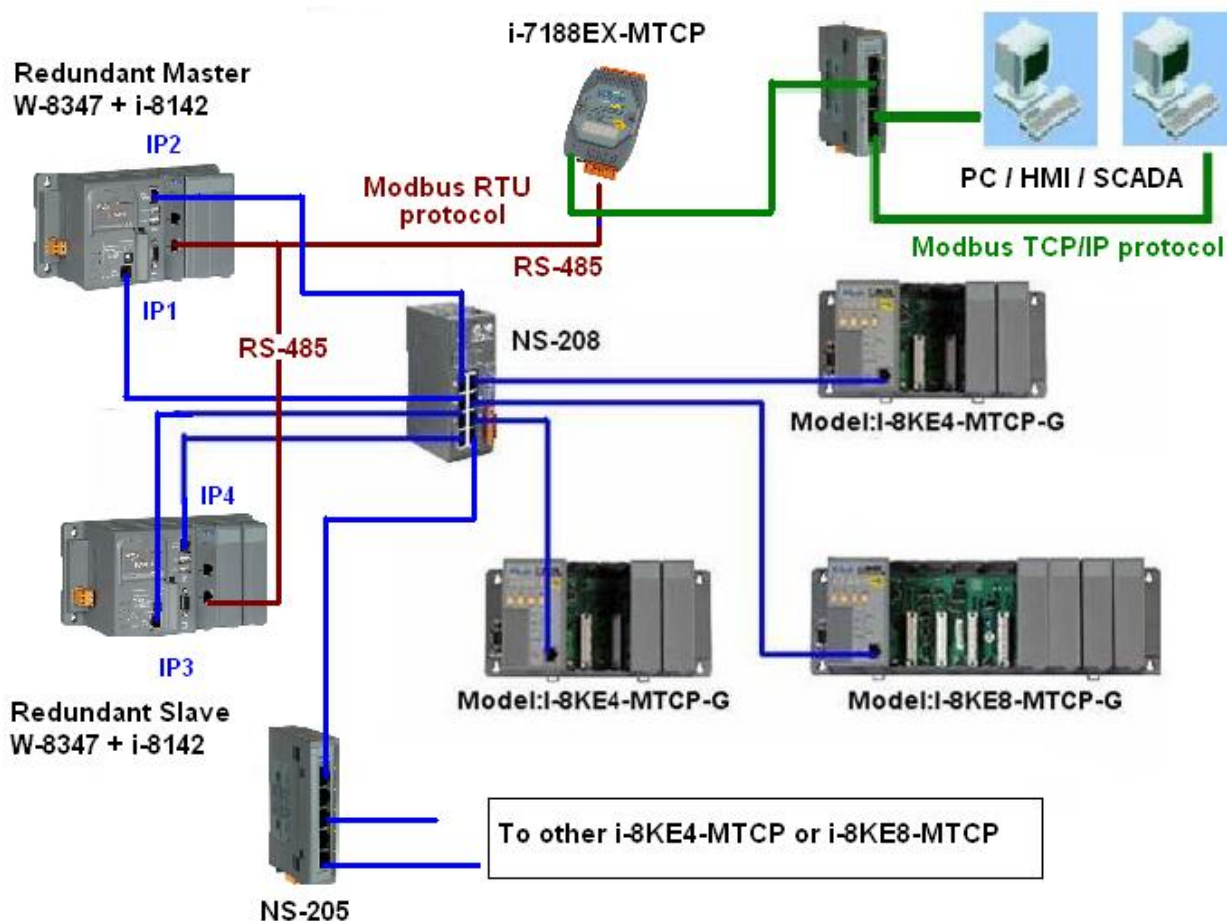 i-7188EX-MTCP
Redundant Master
W-8347 + i-8142
IP2
Modbus RTU
protocol
PC / HMI / SCADA
RS-485
Modbus TCP/IP protocol
IP1
RS-485
NS-208
Model:I-8KE4-MTCP-G
IP4
IP3
Redundant Slave
W-8347 + i-8142
Model:I-8KE4-MTCP-G
Model:I-8KE8-MTCP-G
To other i-8KE4-MTCP or i-8KE8-MTCP
NS-205